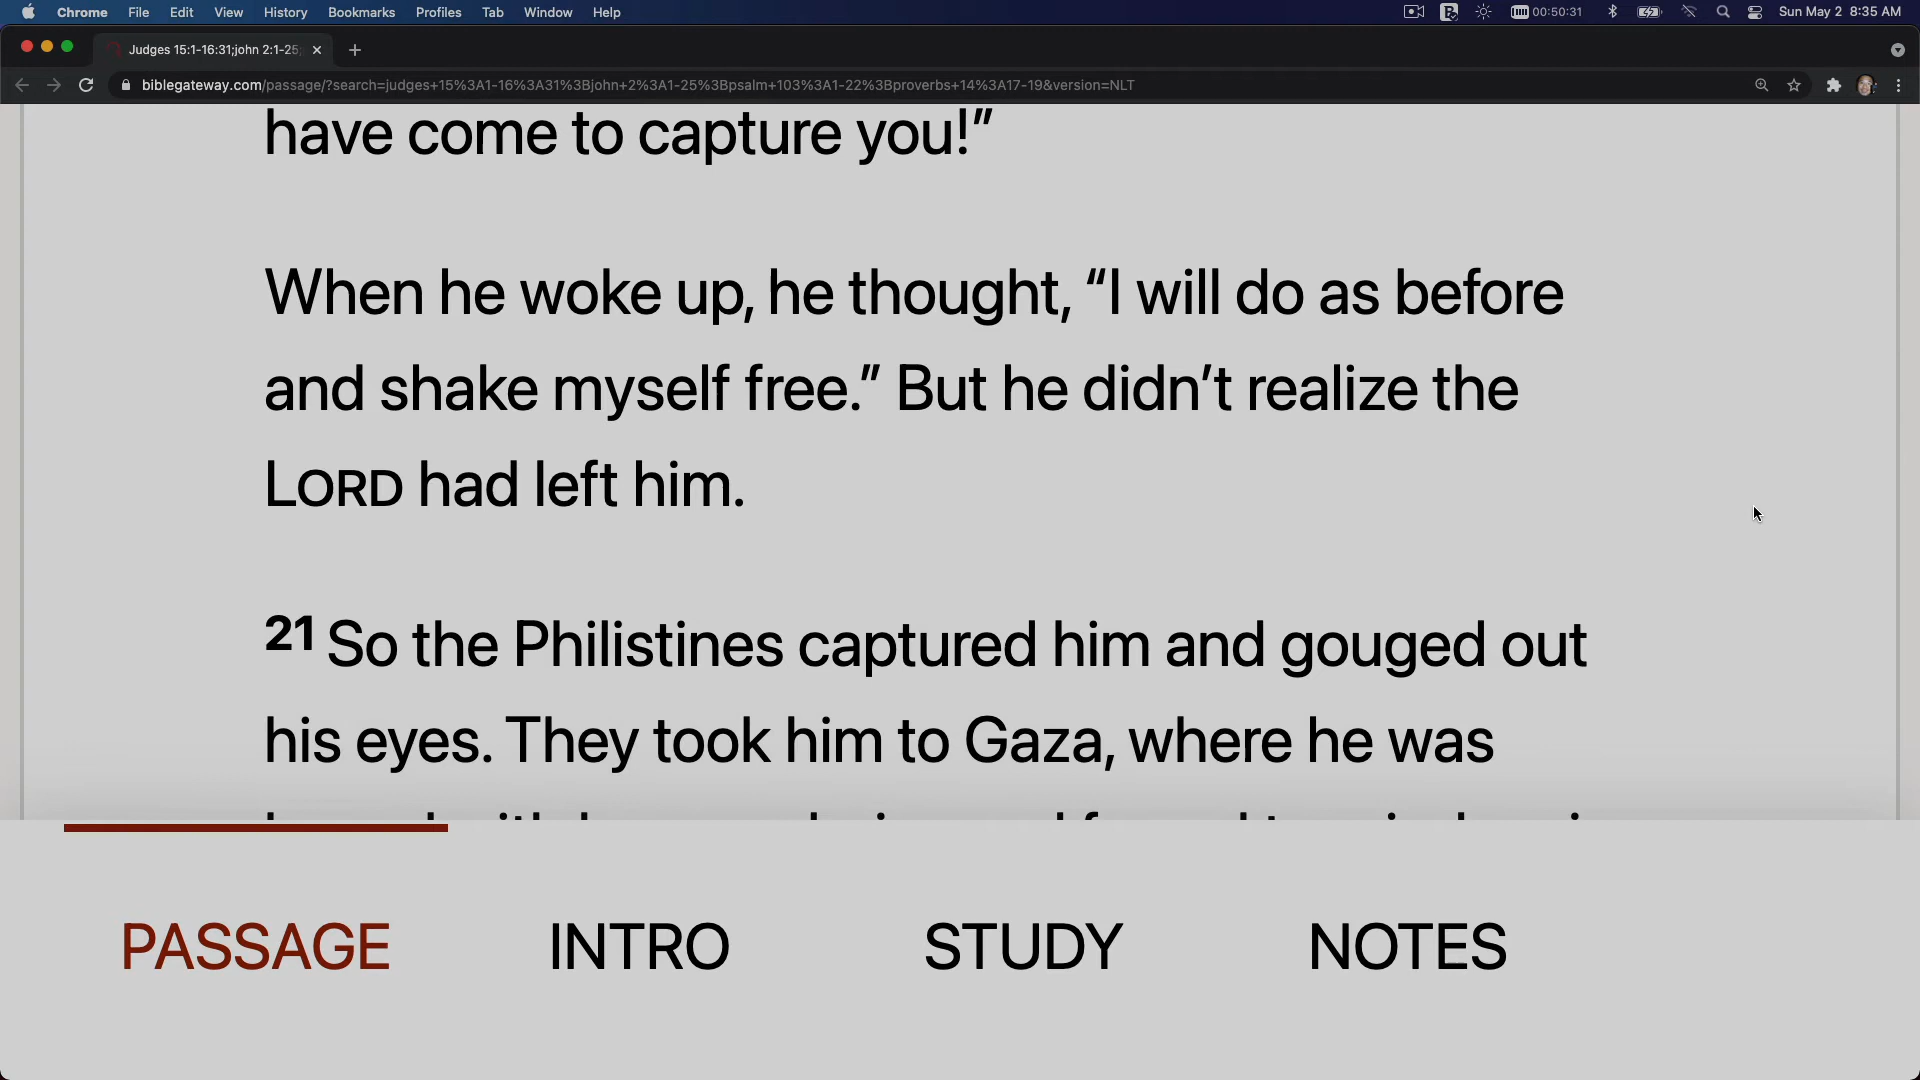 Chrome File Edit View History Bookmarks Profiles Tab Window Help 00:50:31 Sun May 2 8:35 AM
Judges 15:1-16:31;john 2:1-25;
biblegateway.com/passage/?search=judges+15%3A1-16%3A31%3Bjohn+2%3A1-25%3Bpsalm+103%3A1-22%3Bproverbs+14%3A17-19&version=NLT
have come to capture you!”
When he woke up, he thought, “I will do as before
and shake myself free.” But he didn’t realize the
LORD had left him.
21 So the Philistines captured him and gouged out
his eyes. They took him to Gaza, where he was
PASSAGE INTRO STUDY NOTES